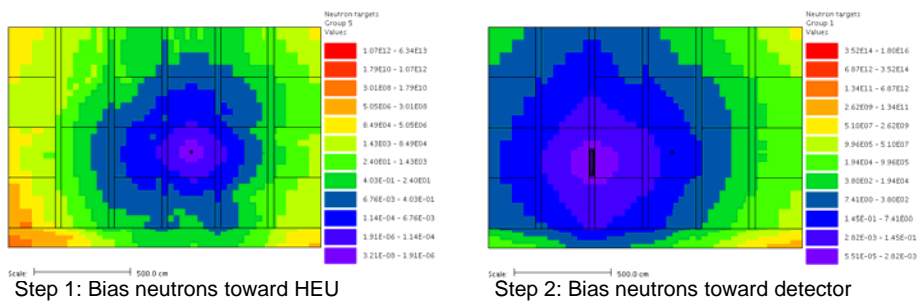 Neutron targets
Group 5
Values
1.07E12 - 6.34E13
1.79E10 - 1.07E12
3.01E08 - 1.79E10
5.05E06 - 3.01E08
8.49E04 - 5.05E06
1.43E03 - 8.49E04
2.40E01 - 1.43E03
4.03E-01 - 2.40E01
6.76E-03 - 4.03E-01
1.14E-04 - 6.76E-03
1.91E-06 - 1.14E-04
3.21E-08 - 1.91E-06
Scale: 500.0 cm
Step 1: Bias neutrons toward HEU
Neutron targets
Group 1
Values
3.52E14 - 1.80E16
6.87E12 - 3.52E14
1.34E11 - 6.87E12
2.62E09 - 1.34E11
5.10E07 - 2.62E09
9.96E05 - 5.10E07
1.94E04 - 9.96E05
3.80E02 - 1.94E04
7.41E00 - 3.80E02
1.45E-01 - 7.41E00
2.82E-03 - 1.45E-01
5.51E-05 - 2.82E-03
Scale: 500.0 cm
Step 2: Bias neutrons toward detector